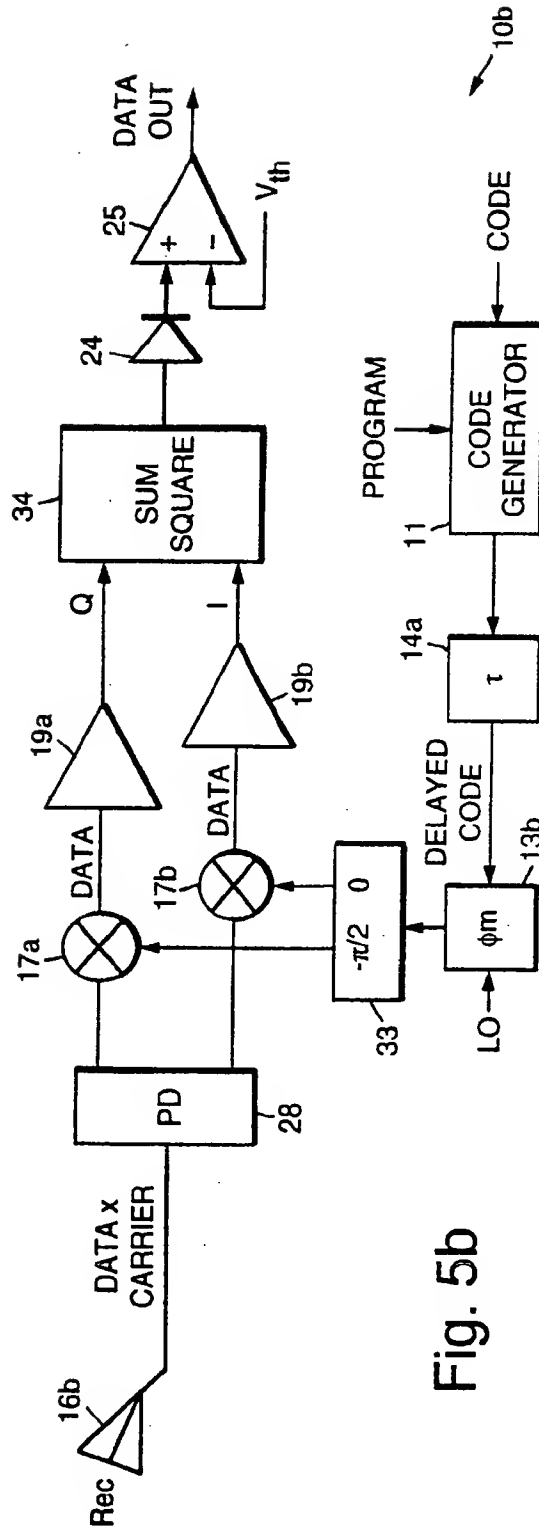 Rec
16b
DATA x
CARRIER
PD
28
17a
17b
DATA
DATA
19a
19b
Q
I
34
SUM
SQUARE
24
25
+
−
DATA
OUT
Vth
-π/2 0
33
LO
ϕm
13b
DELAYED
CODE
τ
14a
PROGRAM
CODE
GENERATOR
11
CODE
10b
Fig. 5b